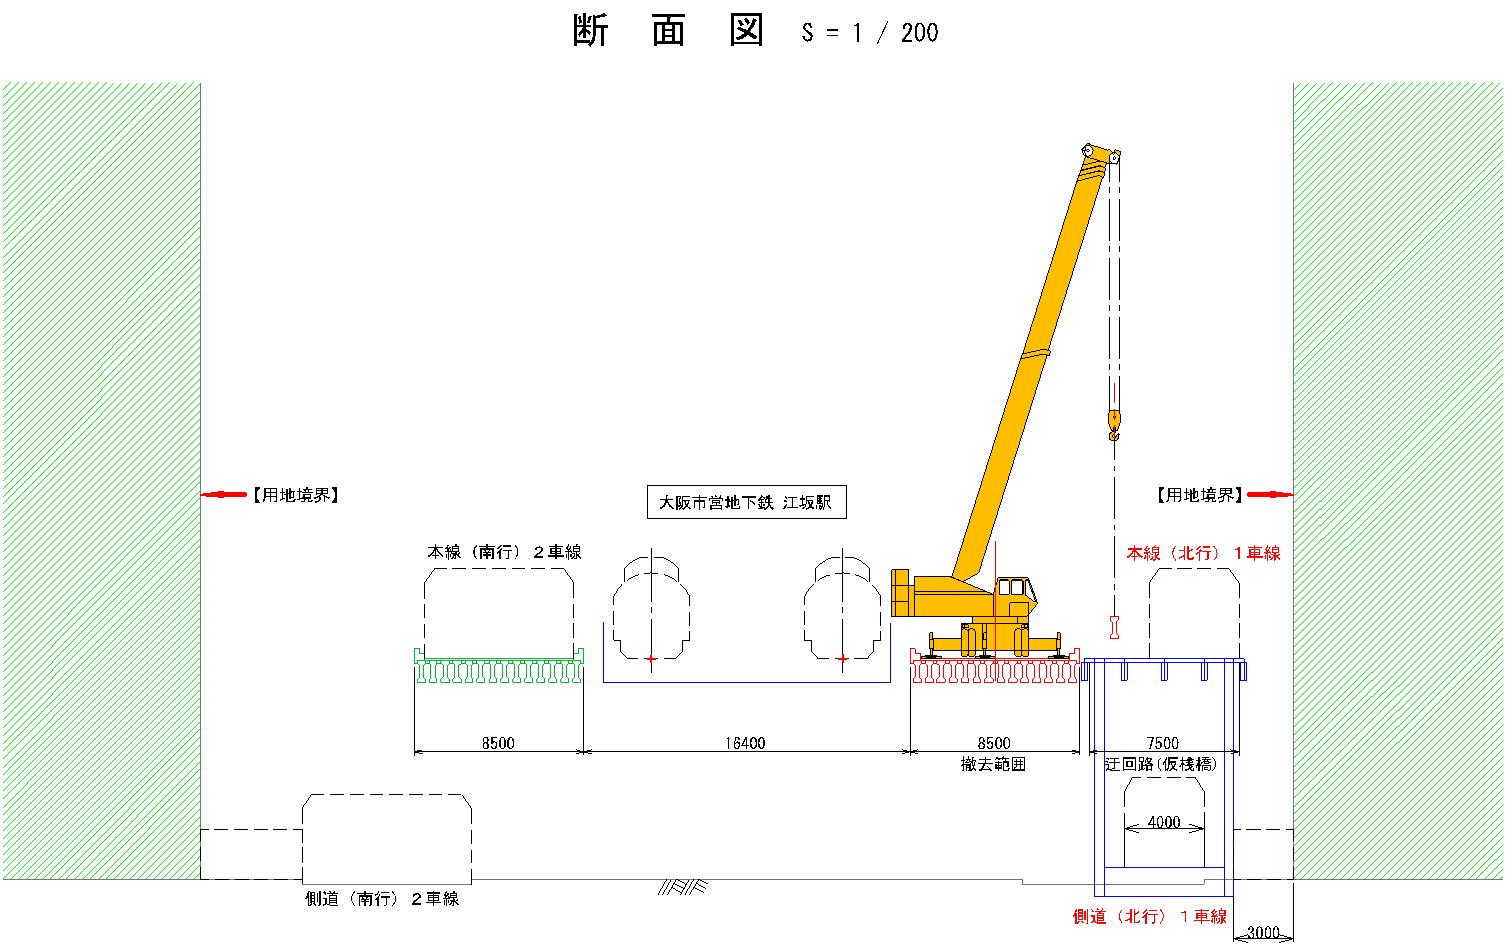 断面図 S = 1 / 200
【用地境界】
【用地境界】
大阪市営地下鉄 江坂駅
本線（南行）２車線
本線（北行）１車線
8500
16400
8500
7500
撤去範囲
迂回路(仮桟橋)
4000
側道（南行）２車線
側道（北行）１車線
3000